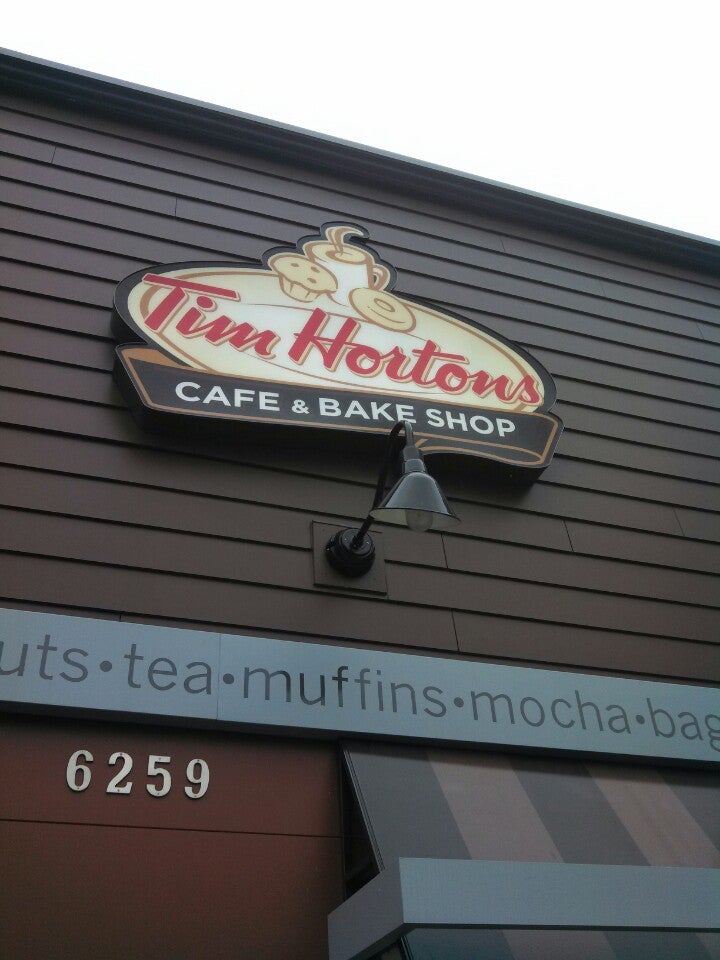 Tim Hortons
CAFE & BAKE SHOP
uts•tea•muffins•mocha•bag
6259